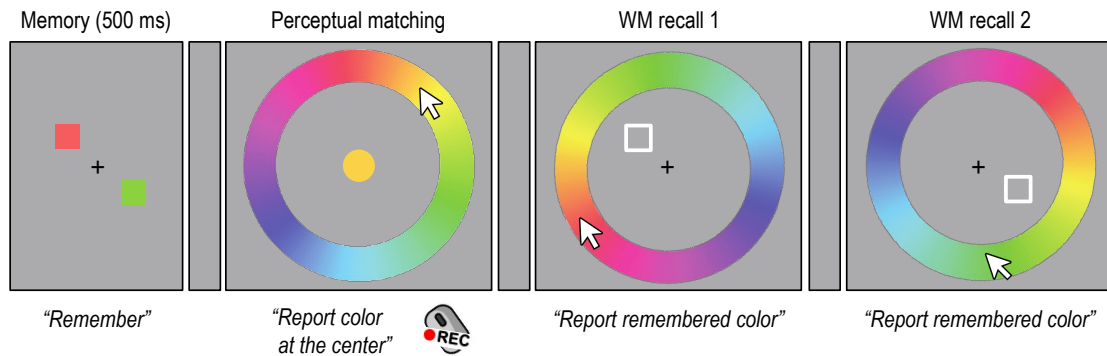 Memory (500 ms)
Perceptual matching
WM recall 1
WM recall 2
“Remember”
“Report color
at the center”
REC
“Report remembered color”
“Report remembered color”